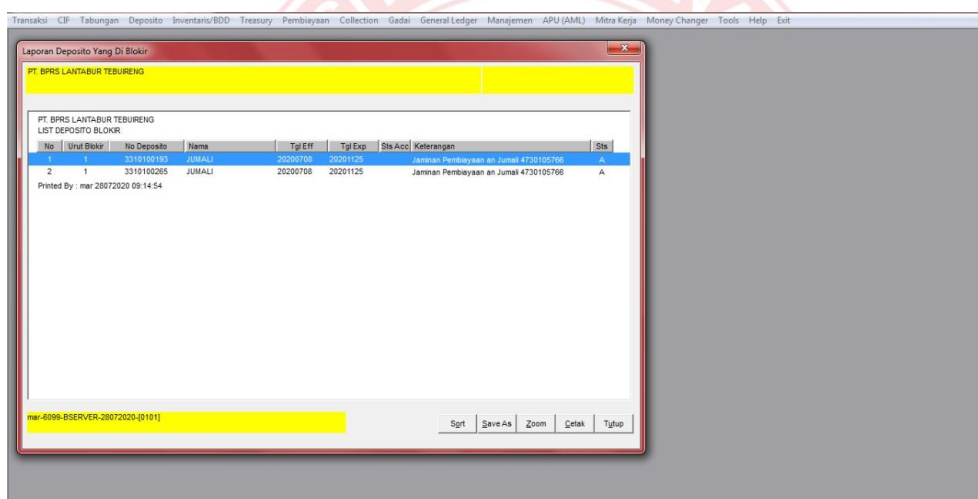 Transaksi CIF Tabungan Deposito Inventaris/BDD Treasury Pembiayaan Collection Gadai General Ledger Manajemen APU (AML) Mitra Kerja Money Changer Tools Help Exit
Laporan Deposito Yang Di Blokir
PT. BPRS LANTABUR TEBUIRENG
PT. BPRS LANTABUR TEBUIRENG
LIST DEPOSITO BLOKIR
No Urut Blokir No Deposito Nama Tgl Eff Tgl Exp Sts Acc Keterangan Sts
1 1 3310100193 JUMALI 20200708 20201125 Jaminan Pembiayaan an Jumali 4730105766 A
2 1 3310100265 JUMALI 20200708 20201125 Jaminan Pembiayaan an Jumali 4730105766 A
Printed By : mar 28072020 09:14:54
mar-6099-BSERVER-28072020-[0101]
Sort Save As Zoom Cetak Tutup